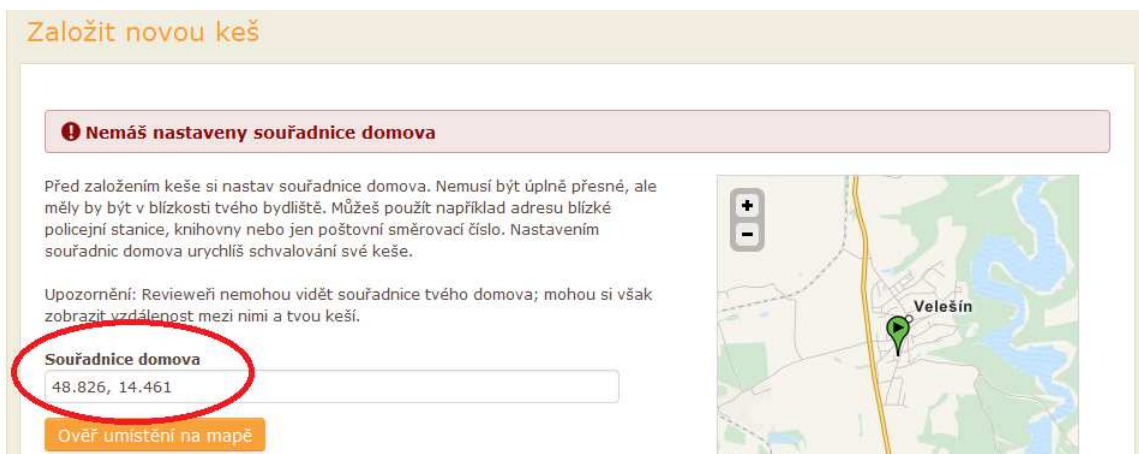 Založit novou keš
Nemáš nastaveny souřadnice domova
Před založením keše si nastav souřadnice domova. Nemusí být úplně přesné, ale
měly by být v blízkosti tvého bydliště. Můžeš použít například adresu blízké
policejní stanice, knihovny nebo jen poštovní směrovací číslo. Nastavením
souřadnic domova urychlíš schvalování své keše.
Upozornění: Revieweři nemohou vidět souřadnice tvého domova; mohou si však
zobrazit vzdálenost mezi nimi a tvou keší.
Souřadnice domova
48.826, 14.461
Ověř umístění na mapě
+
-
Velešín